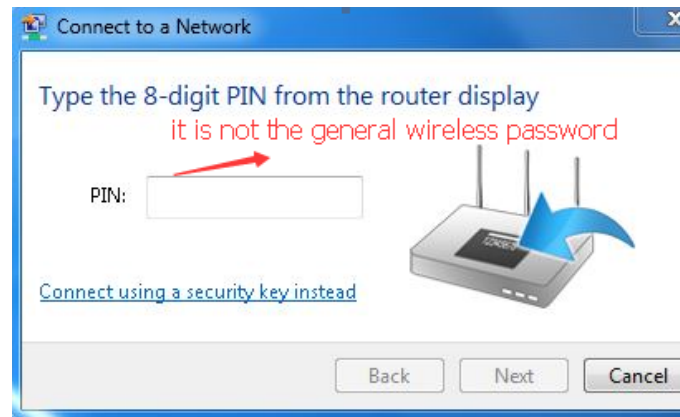 Connect to a Network
Type the 8-digit PIN from the router display
it is not the general wireless password
PIN:
12345670
Connect using a security key instead
Back Next Cancel